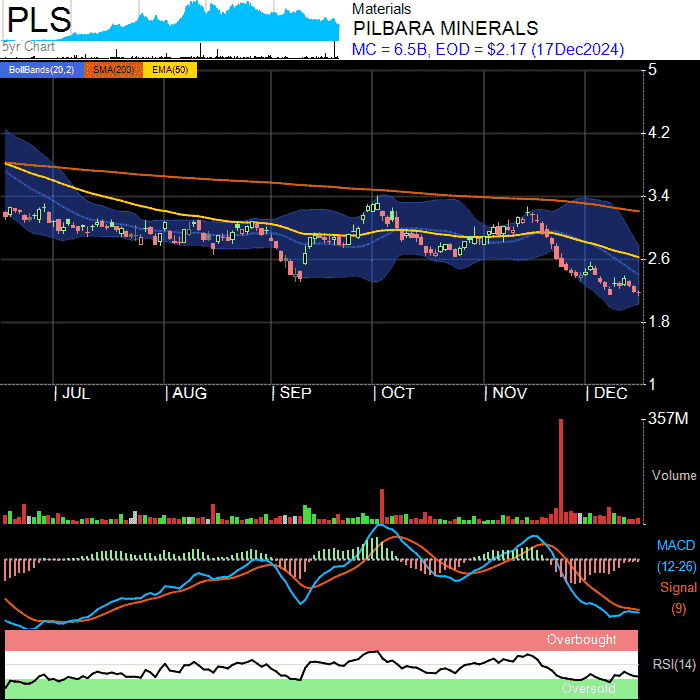 PLS
5yr Chart
Materials
PILBARA MINERALS
MC = 6.5B, EOD = $2.17 (17Dec2024)
BollBands(20,2) SMA(200) EMA(50)
5
4.2
3.4
2.6
1.8
1
| JUL | AUG | SEP | OCT | NOV | DEC
357M
Volume
MACD
(12-26)
Signal
(9)
Overbought
RSI(14)
Oversold